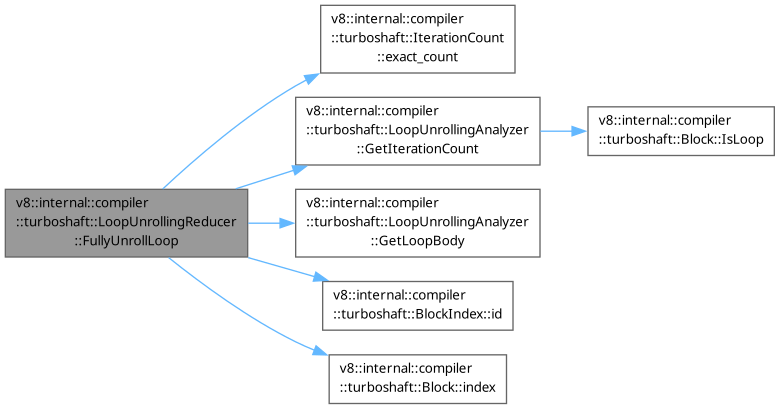 v8::internal::compiler
::turboshaft::IterationCount
::exact_count
v8::internal::compiler
::turboshaft::LoopUnrollingAnalyzer
::GetIterationCount
v8::internal::compiler
::turboshaft::Block::IsLoop
v8::internal::compiler
::turboshaft::LoopUnrollingReducer
::FullyUnrollLoop
v8::internal::compiler
::turboshaft::LoopUnrollingAnalyzer
::GetLoopBody
v8::internal::compiler
::turboshaft::BlockIndex::id
v8::internal::compiler
::turboshaft::Block::index